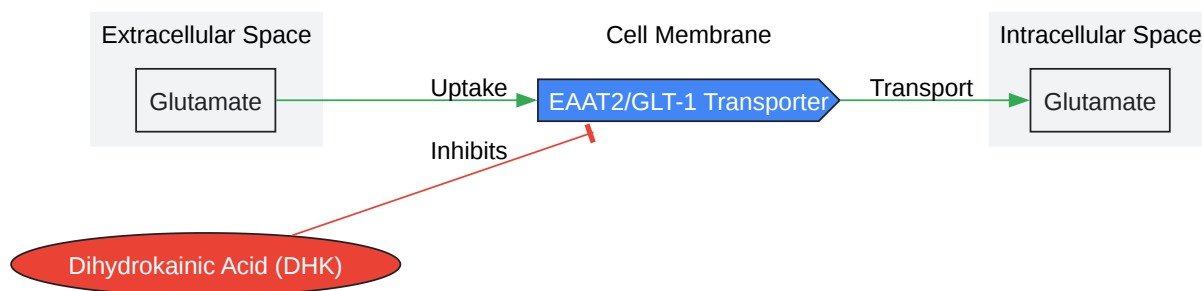 Extracellular Space
Cell Membrane
Intracellular Space
Glutamate
Uptake
EAAT2/GLT-1 Transporter
Transport
Glutamate
Inhibits
Dihydrokainic Acid (DHK)